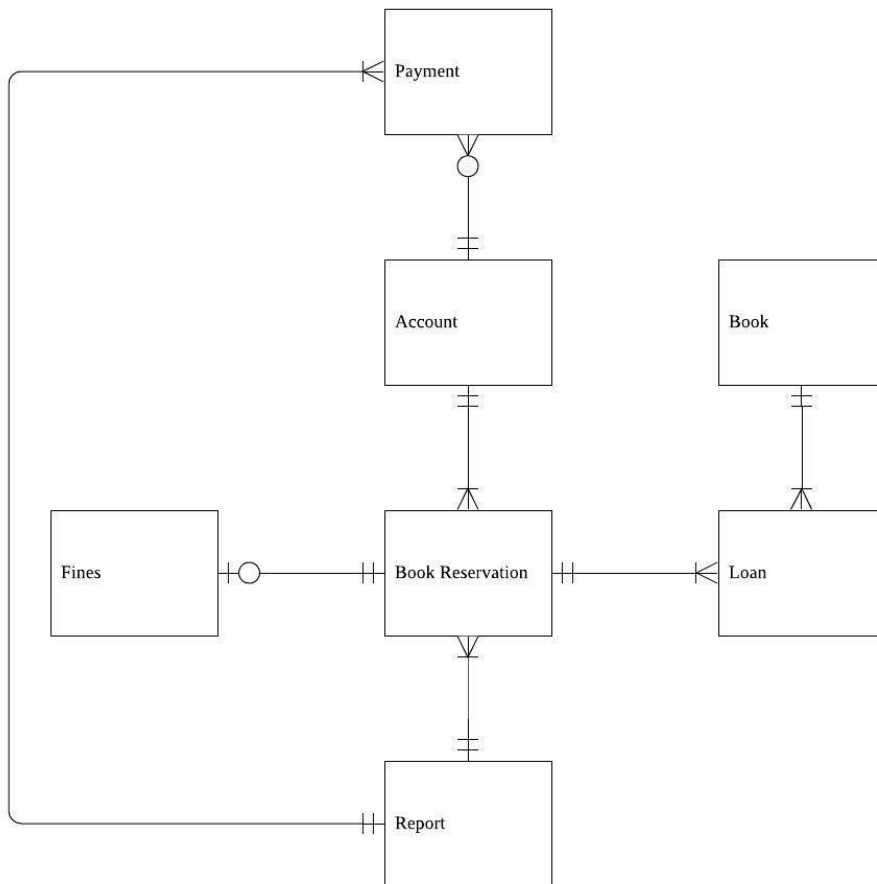 Payment
Account
Book
Fines
Book Reservation
Loan
Report